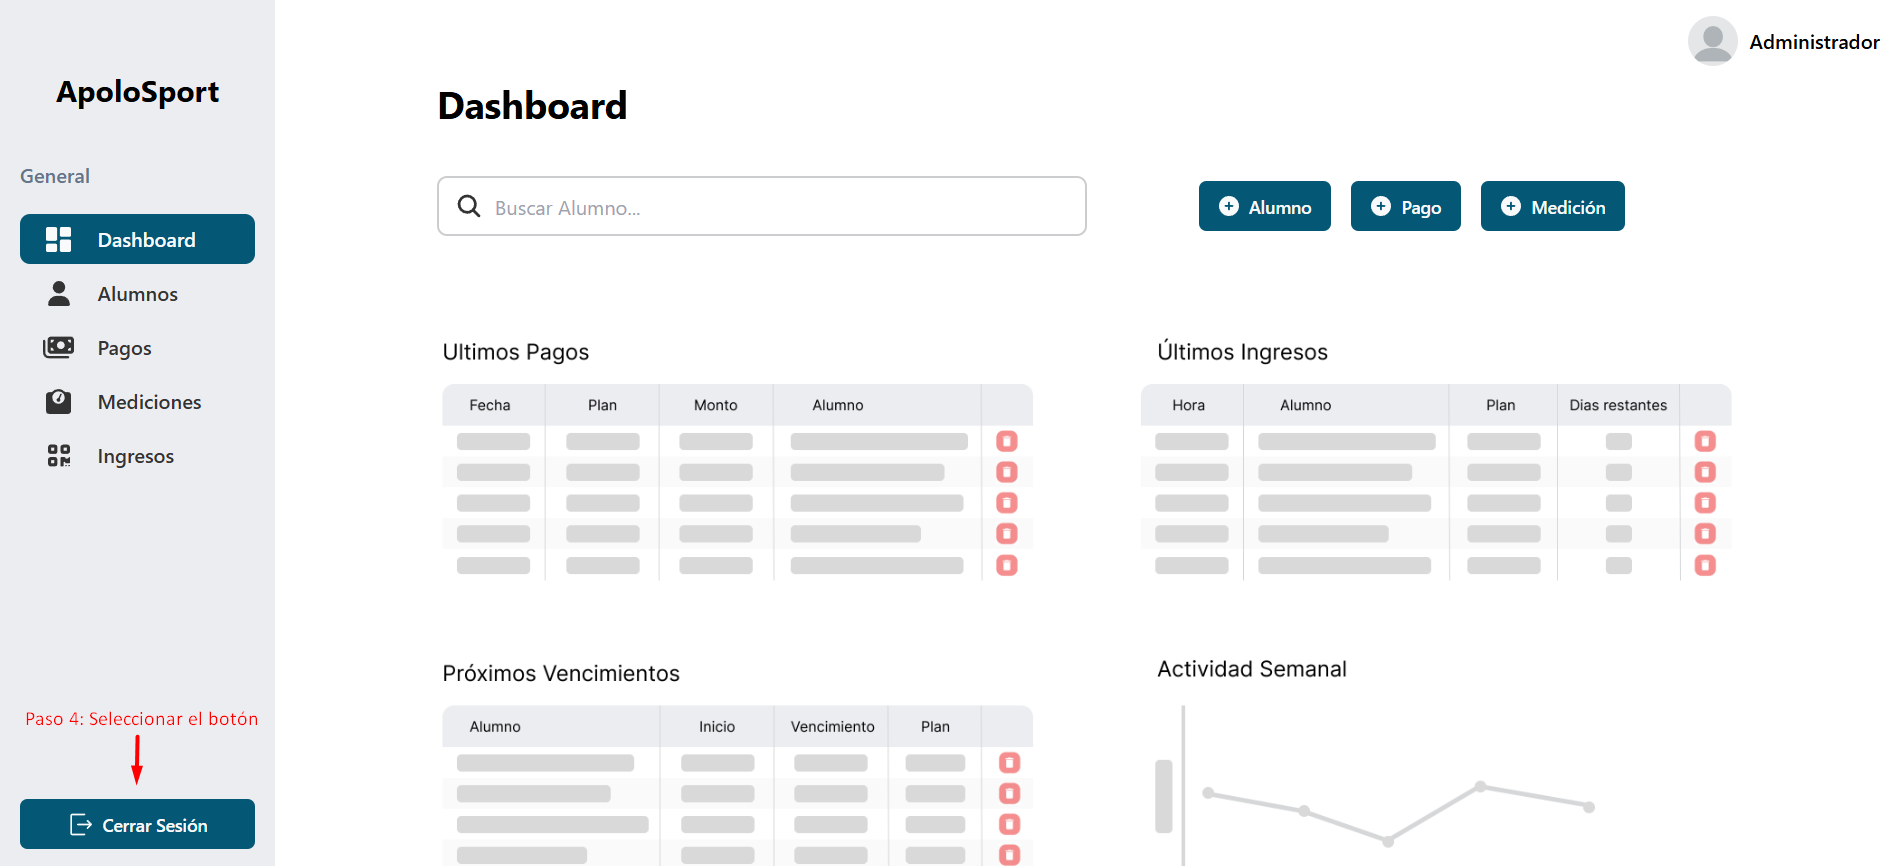 ApoloSport
General
Dashboard
Alumnos
Pagos
Mediciones
Ingresos
Paso 4: Seleccionar el botón
Cerrar Sesión
Administrador
Dashboard
Buscar Alumno...
Alumno
Pago
Medición
Ultimos Pagos
Fecha Plan Monto Alumno
Últimos Ingresos
Hora Alumno Plan Dias restantes
Próximos Vencimientos
Alumno Inicio Vencimiento Plan
Actividad Semanal